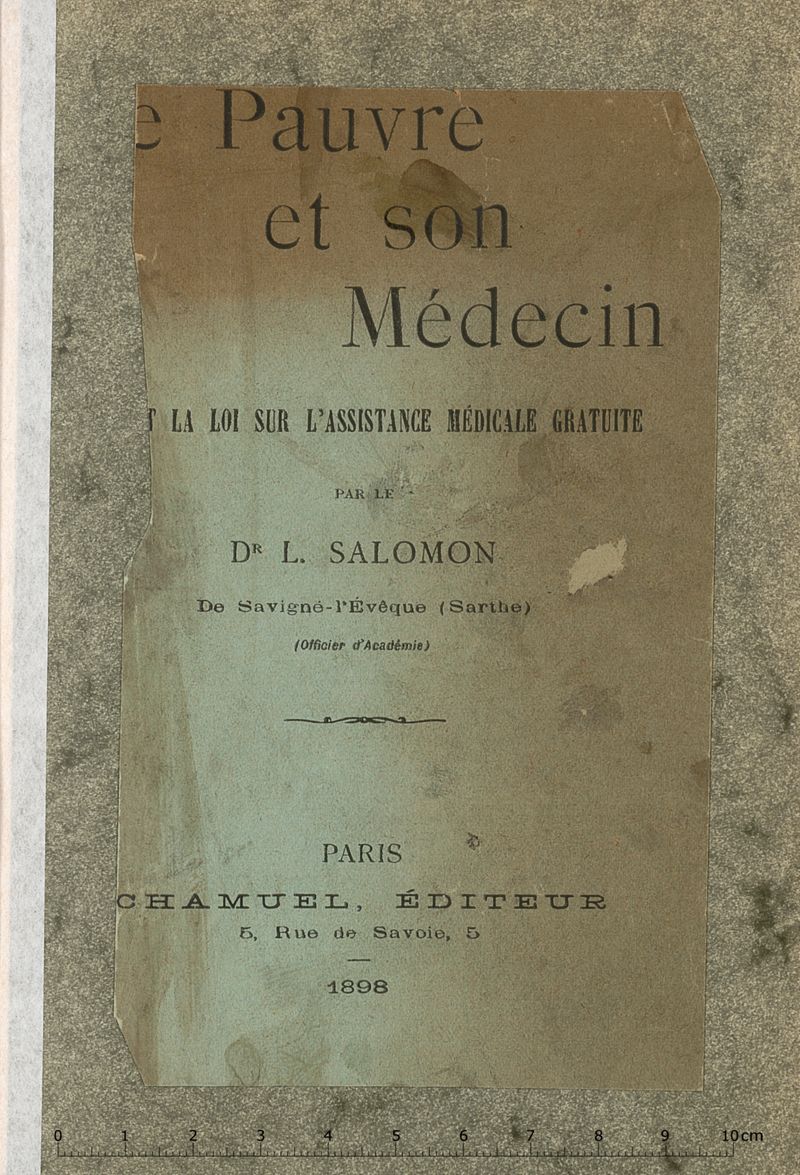 e Pauvre
et son
Médecin
T LA LOI SUR L'ASSISTANCE MÉDICALE GRATUITE
PAR LE
DR L. SALOMON
De Savigné-l'Évêque (Sarthe)
(Officier d'Académie)
PARIS
CHAMUEL, ÉDITEUR
5, Rue de Savoie, 5
1898
0 1 2 3 4 5 6 7 8 9 10cm